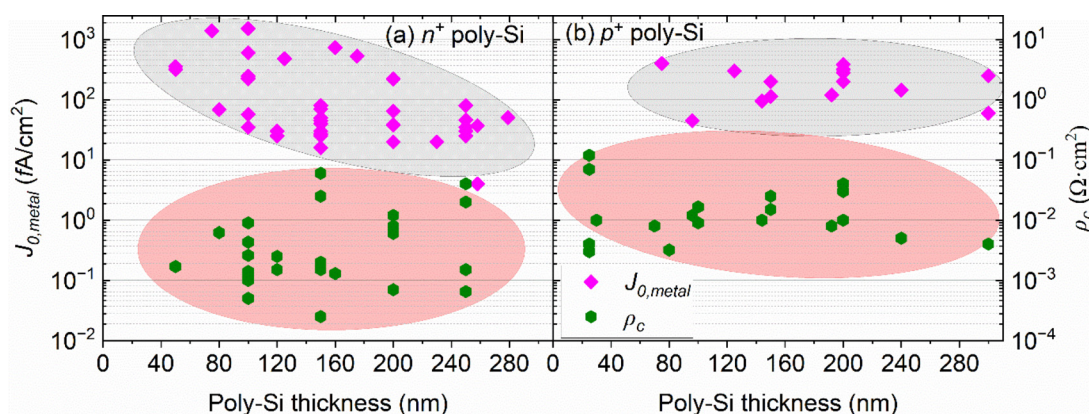 (a) n⁺ poly-Si
(b) p⁺ poly-Si
J0,metal (fA/cm²)
10³
10²
10¹
10⁰
10⁻¹
10⁻²
10¹
10⁰
10⁻¹
10⁻²
10⁻³
10⁻⁴
ρC (Ω·cm²)
J0,metal
ρC
0 40 80 120 160 200 240 280 0 40 80 120 160 200 240 280
Poly-Si thickness (nm)
Poly-Si thickness (nm)